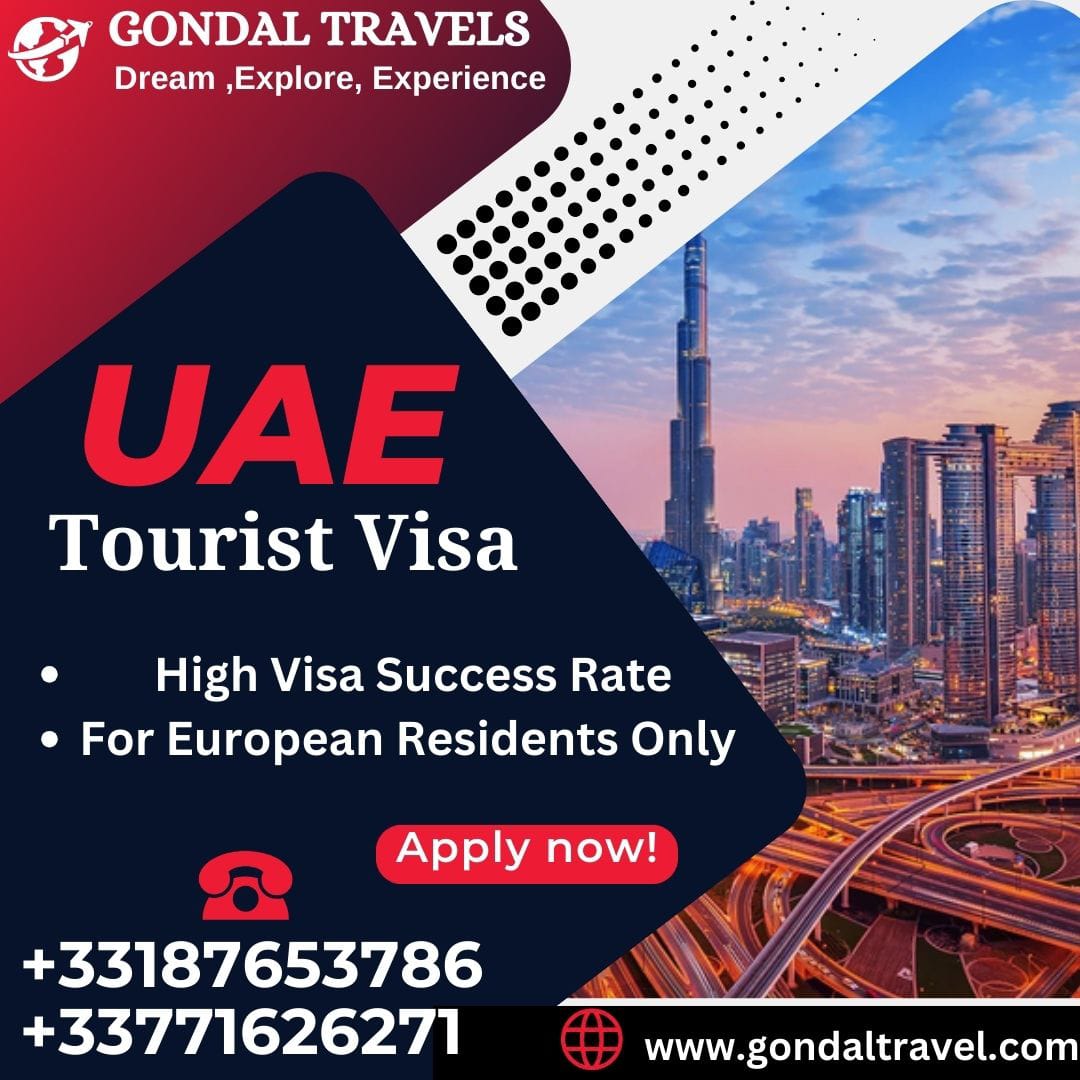 GONDAL TRAVELS
Dream ,Explore, Experience
UAE
Tourist Visa
• High Visa Success Rate
• For European Residents Only
Apply now!
+33187653786
+33771626271
www.gondaltravel.com